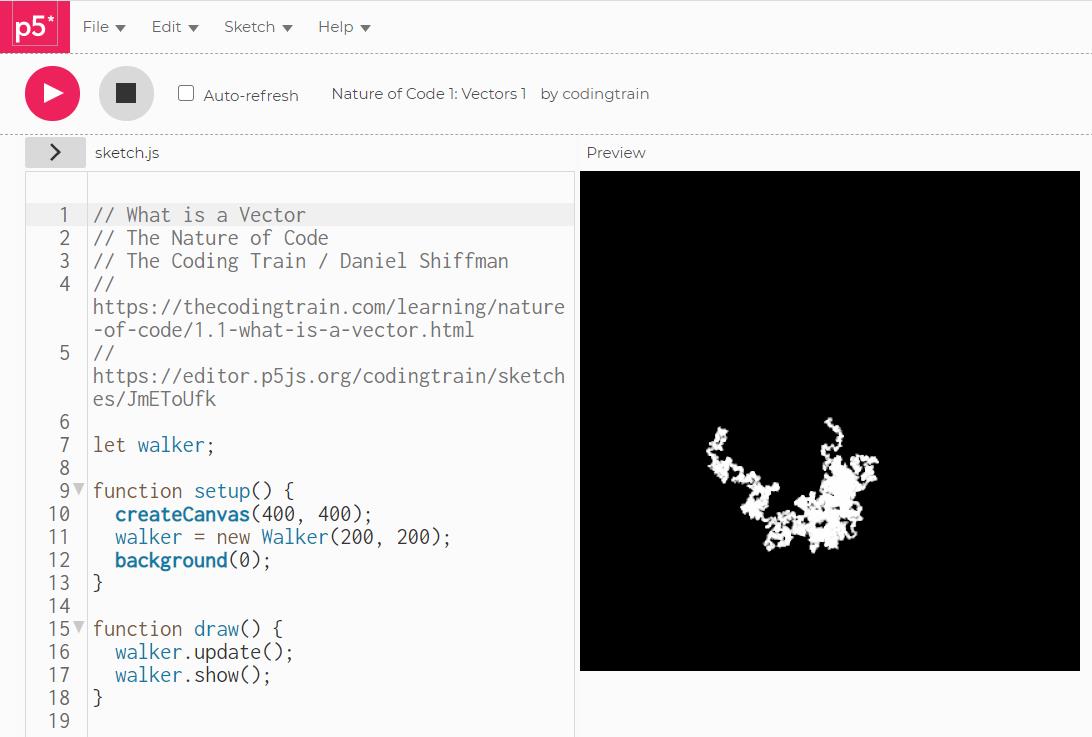 p5*
File Edit Sketch Help
Auto-refresh Nature of Code 1: Vectors 1 by codingtrain
sketch.js
Preview
1 // What is a Vector
2 // The Nature of Code
3 // The Coding Train / Daniel Shiffman
4 //
https://thecodingtrain.com/learning/nature
-of-code/1.1-what-is-a-vector.html
5 //
https://editor.p5js.org/codingtrain/sketch
es/JmEToUfk
6
7 let walker;
8
9 function setup() {
10 createCanvas(400, 400);
11 walker = new Walker(200, 200);
12 background(0);
13 }
14
15 function draw() {
16 walker.update();
17 walker.show();
18 }
19